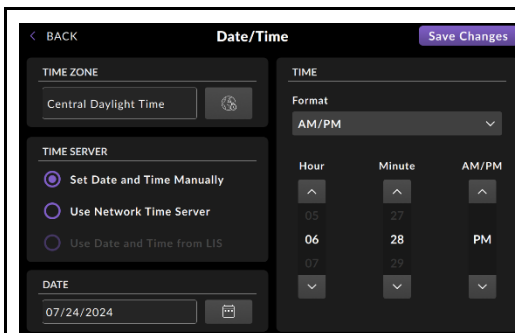 BACK
Date/Time
Save Changes
TIME ZONE
Central Daylight Time
TIME SERVER
Set Date and Time Manually
Use Network Time Server
Use Date and Time from LIS
DATE
07/24/2024
TIME
Format
AM/PM
Hour Minute AM/PM
05 27
06 28 PM
07 29